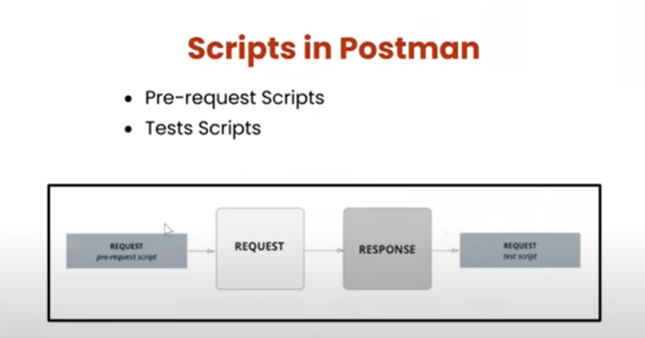 Scripts in Postman
• Pre-request Scripts
• Tests Scripts
REQUEST
pre-request script
REQUEST
RESPONSE
REQUEST
test script